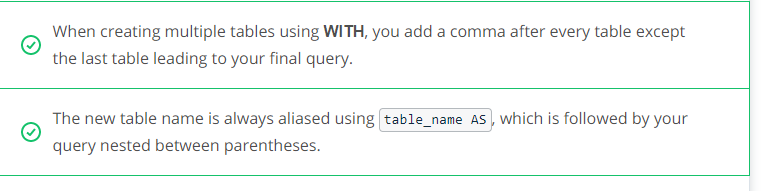 When creating multiple tables using WITH, you add a comma after every table except
the last table leading to your final query.
The new table name is always aliased using table_name AS, which is followed by your
query nested between parentheses.